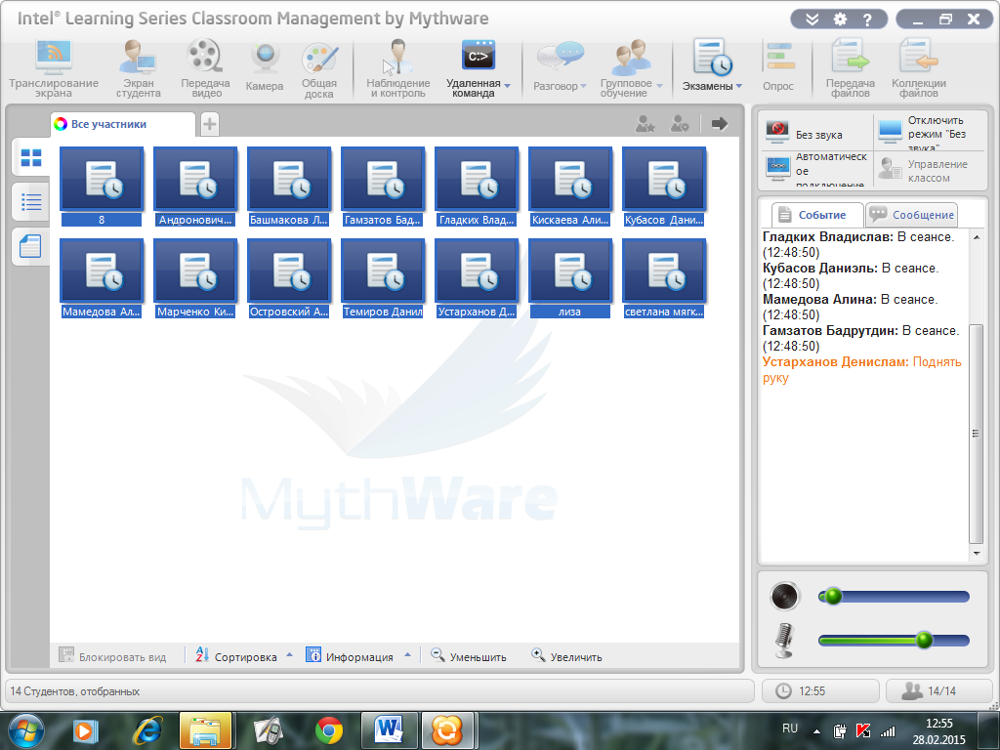 Intel® Learning Series Classroom Management by Mythware
?
Транслирование экрана
Экран студента
Передача видео
Камера
Общая доска
Наблюдение и контроль
C:>
Удаленная команда
Разговор
Групповое обучение
Экзамены
Опрос
Передача файлов
Коллекции файлов
Все участники
8
Андронович...
Башмакова Л...
Гамзатов Бад...
Гладких Влад...
Кискаева Али...
Кубасов Дани...
Мамедова Ал...
Марченко Ки...
Островский А...
Темиров Данил
Устарханов Д...
лиза
светлана мягк...
MythWare
Блокировать вид
Сортировка
Информация
Уменьшить
Увеличить
Без звука
Отключить
режим "Без
звука"
Автоматическ
ое
подключение
Управление
классом
Событие
Сообщение
Гладких Владислав: В сеансе.
(12:48:50)
Кубасов Даниэль: В сеансе.
(12:48:50)
Мамедова Алина: В сеансе.
(12:48:50)
Гамзатов Бадрутдин: В сеансе.
(12:48:50)
Устарханов Денислам: Поднять
руку
14 Студентов, отобранных
12:55
14/14
RU
12:55
28.02.2015